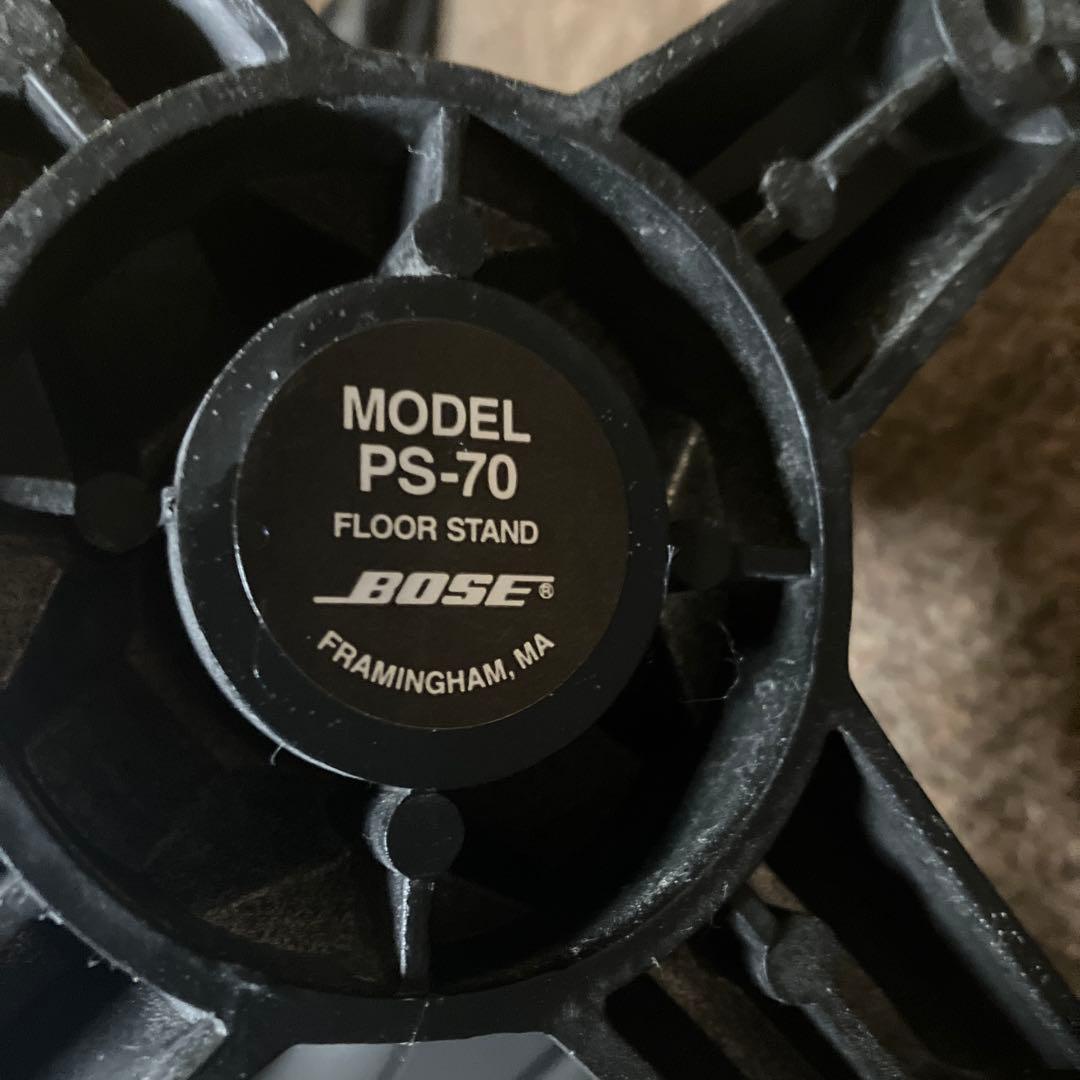 MODEL
PS-70
FLOOR STAND
BOSE®
FRAMINGHAM, MA